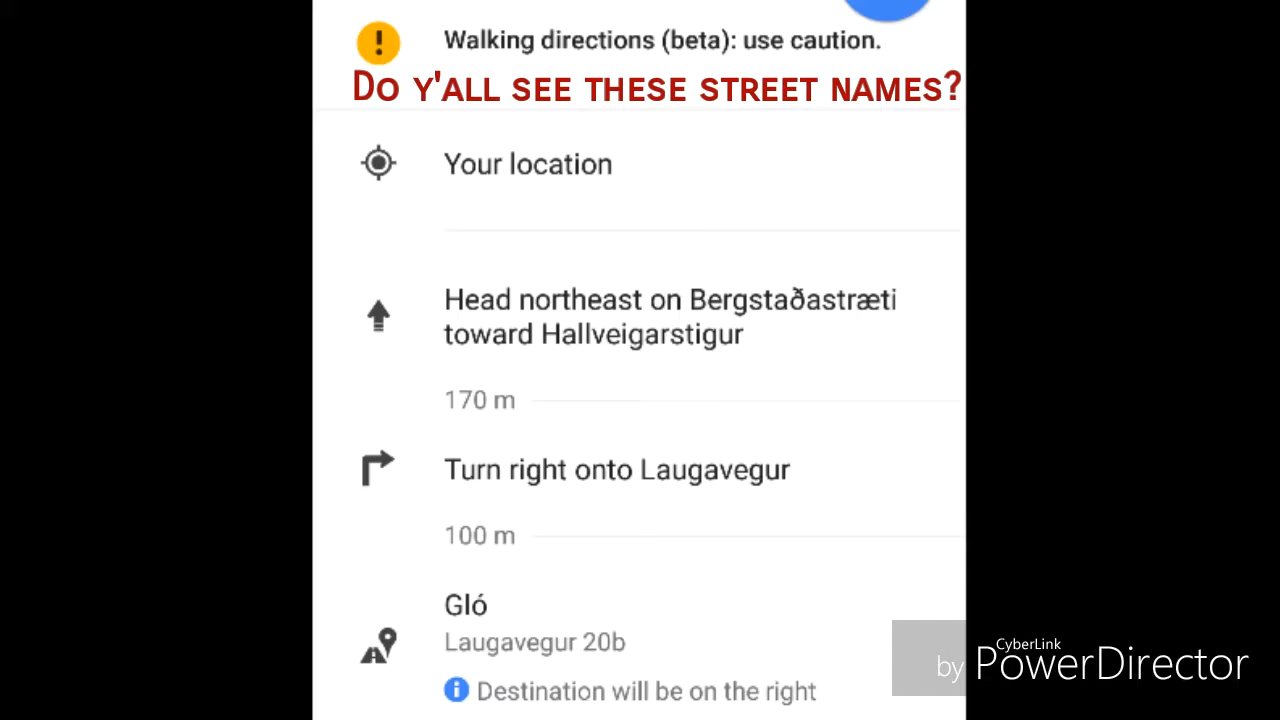 Walking directions (beta): use caution.
Do y'all see these street names?
Your location
Head northeast on Bergstaðastræti
toward Hallveigarstigur
170 m
Turn right onto Laugavegur
100 m
Gló
Laugavegur 20b
Destination will be on the right
by CyberLink PowerDirector